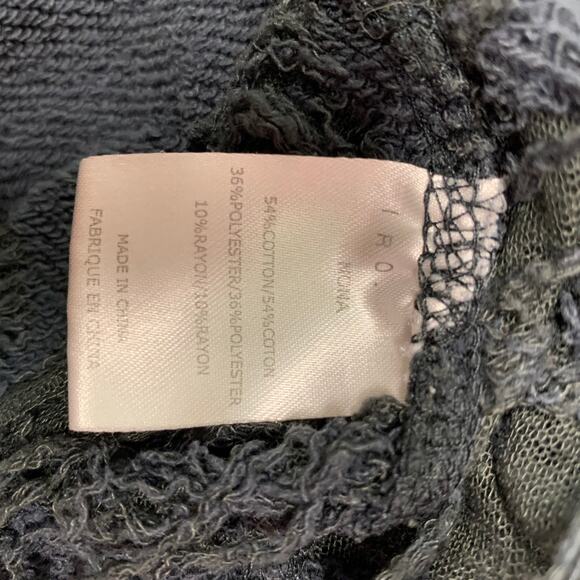 IRO.
MONA
54%COTTON/54%COTON
36%POLYESTER/36%POLYESTER
10%RAYON/10%RAYON
MADE IN CHINA
FABRIQUE EN CHINA